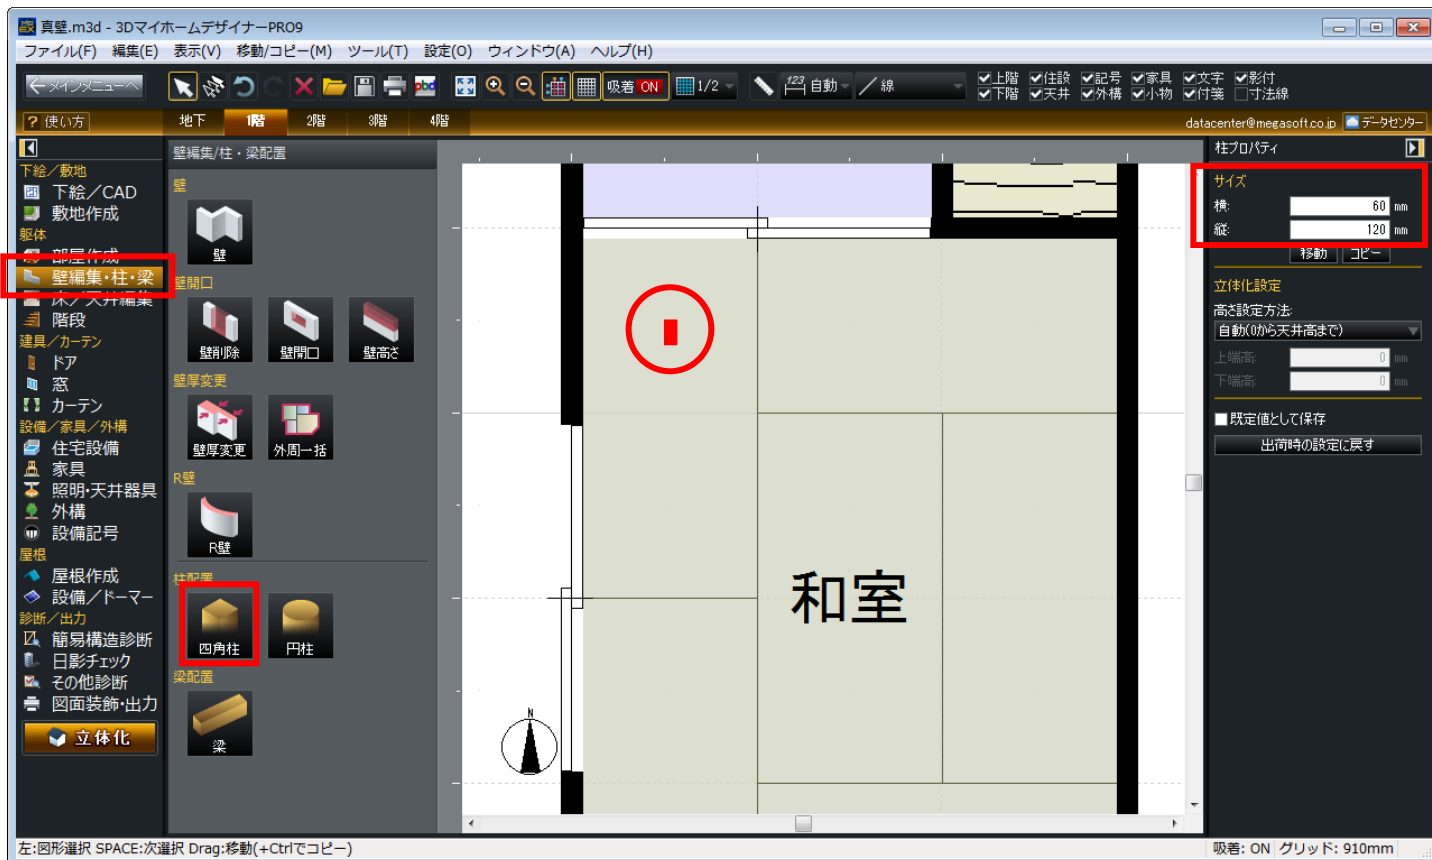 真壁.m3d - 3DマイホームデザイナーPRO9
ファイル(F) 編集(E) 表示(V) 移動/コピー(M) ツール(T) 設定(O) ウィンドウ(A) ヘルプ(H)
←メインメニューへ
pbd
吸着 ON
1/2
123 自動
線
上階 住設 記号 家具 文字 影付
下階 天井 外構 小物 付箋 寸法線
? 使い方
地下 1階 2階 3階 4階
datacenter@megasoft.co.jp データセンター
下絵/敷地
下絵/CAD
敷地作成
躯体
部屋作成
壁編集・柱・梁
床/天井編集
階段
建具/カーテン
ドア
窓
カーテン
設備/家具/外構
住宅設備
家具
照明・天井器具
外構
設備記号
屋根
屋根作成
設備/ドーマー
診断/出力
簡易構造診断
日影チェック
その他診断
図面装飾・出力
立体化
壁編集/柱・梁配置
壁
壁
壁開口
壁削除 壁開口 壁高さ
壁厚変更
壁厚変更 外周一括
R壁
R壁
柱配置
四角柱 円柱
梁配置
梁
N
和室
柱プロパティ
サイズ
横: 60 mm
縦: 120 mm
移動 コピー
立体化設定
高さ設定方法:
自動(0から天井高まで)
上端高: 0 mm
下端高: 0 mm
既定値として保存
出荷時の設定に戻す
左:図形選択 SPACE:次選択 Drag:移動(+Ctrlでコピー)
吸着: ON グリッド: 910mm